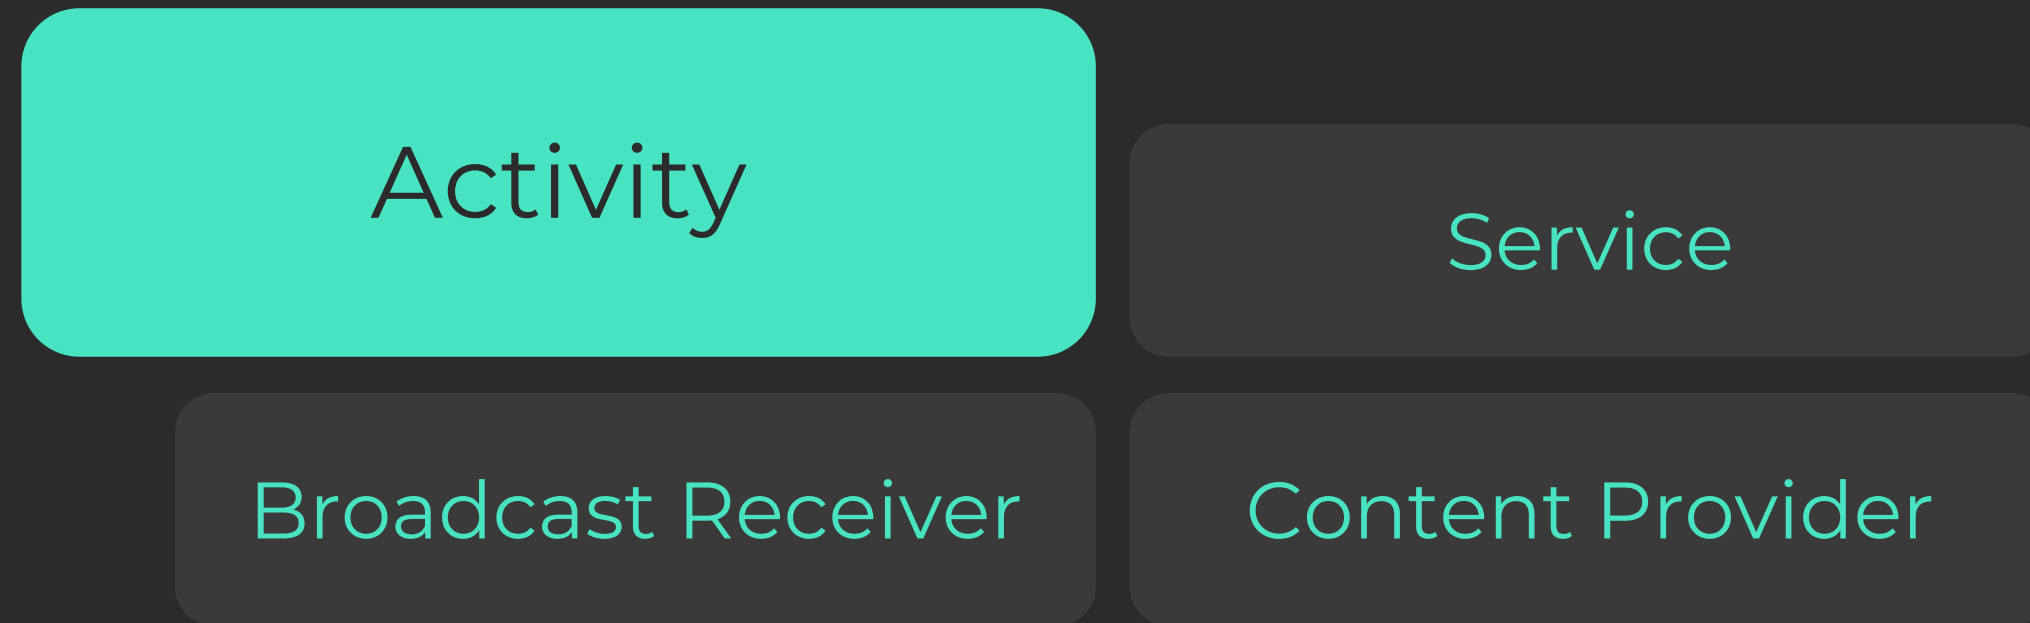 Activity
Service
Broadcast Receiver
Content Provider